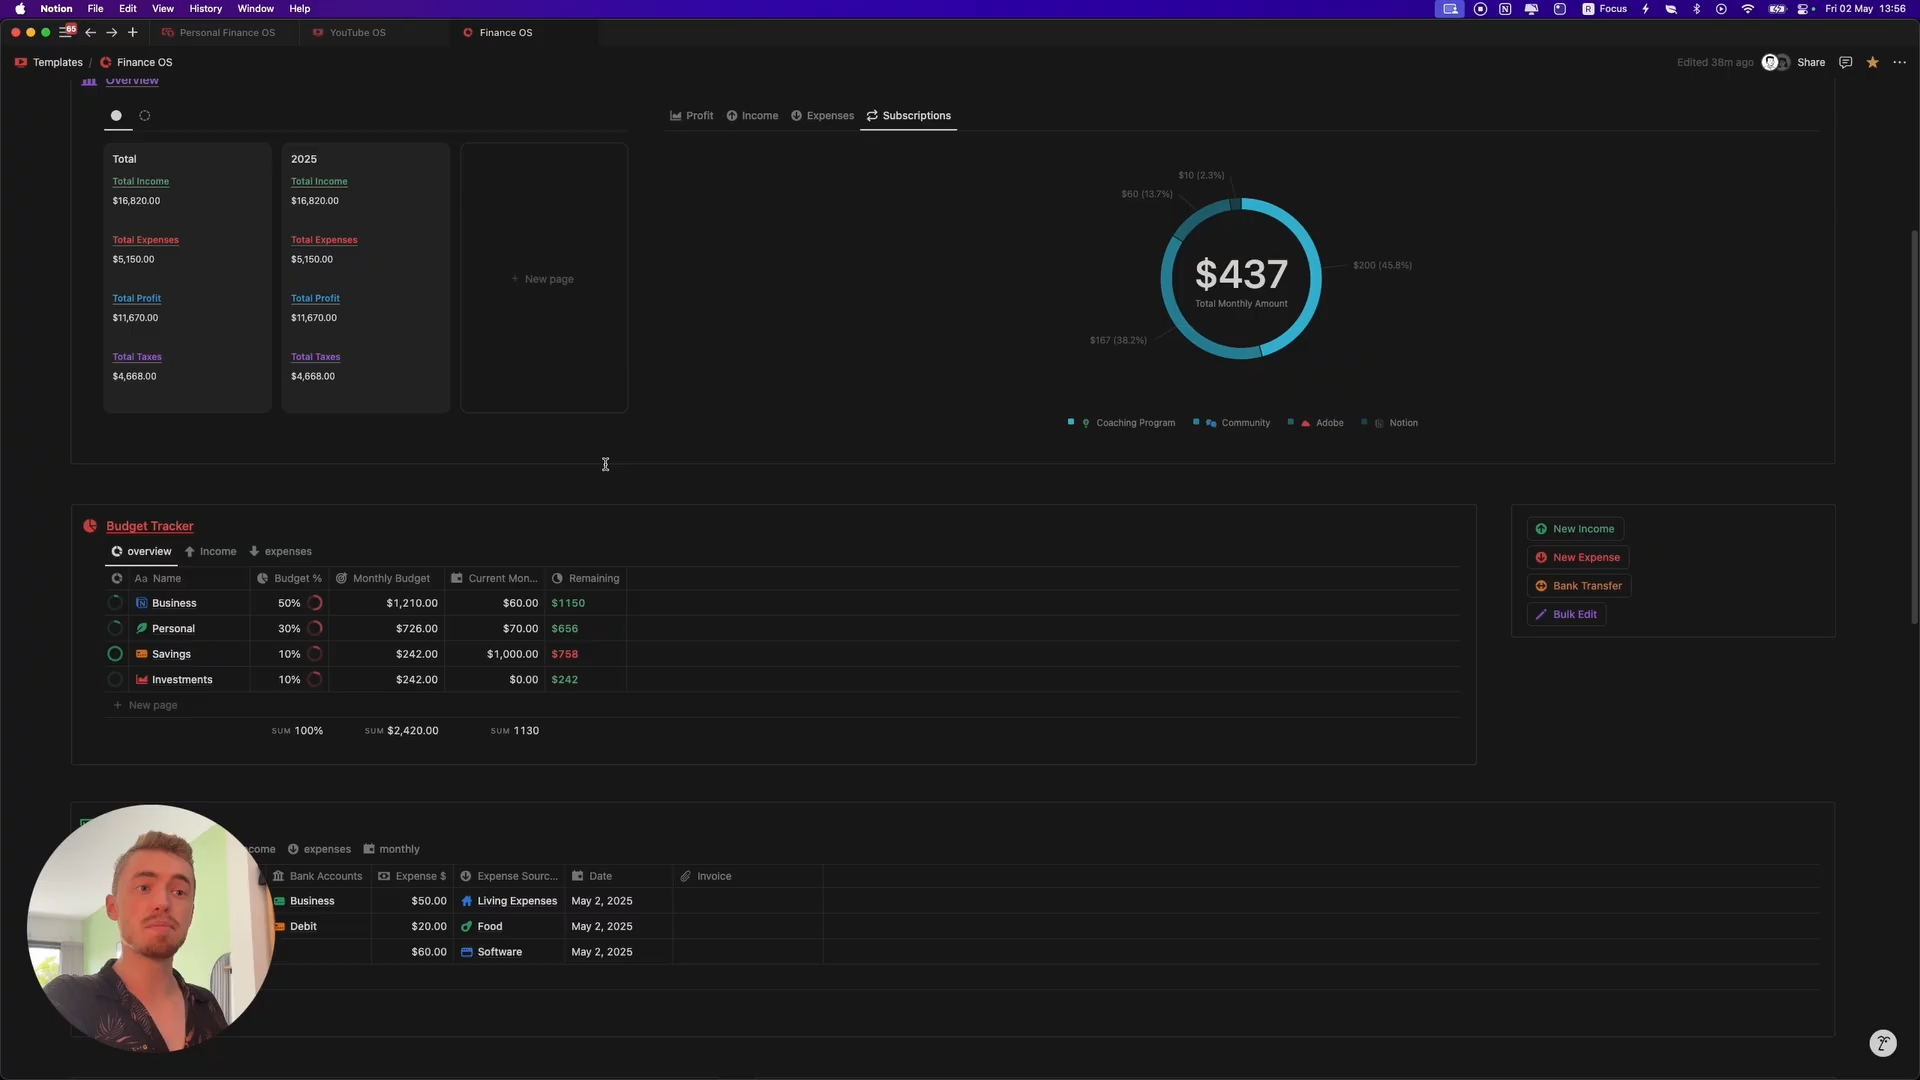 Notion File Edit View History Window Help Focus Fri 02 May 13:56
65 Personal Finance OS YouTube OS Finance OS
Templates / Finance OS Edited 38m ago Share
Overview
Profit Income Expenses Subscriptions
Total
Total Income
$16,820.00
Total Expenses
$5,150.00
Total Profit
$11,670.00
Total Taxes
$4,668.00
2025
Total Income
$16,820.00
Total Expenses
$5,150.00
Total Profit
$11,670.00
Total Taxes
$4,668.00
+ New page
$10 (2.3%)
$60 (13.7%)
$200 (45.8%)
$437
Total Monthly Amount
$167 (38.2%)
Coaching Program Community Adobe Notion
Budget Tracker
overview Income expenses
Aa Name Budget % Monthly Budget Current Mon... Remaining
Business 50% $1,210.00 $60.00 $1150
Personal 30% $726.00 $70.00 $656
Savings 10% $242.00 $1,000.00 $758
Investments 10% $242.00 $0.00 $242
+ New page
SUM 100% SUM $2,420.00 SUM 1130
New Income
New Expense
Bank Transfer
Bulk Edit
ncome expenses monthly
Bank Accounts Expense $ Expense Sourc... Date Invoice
Business $50.00 Living Expenses May 2, 2025
Debit $20.00 Food May 2, 2025
$60.00 Software May 2, 2025